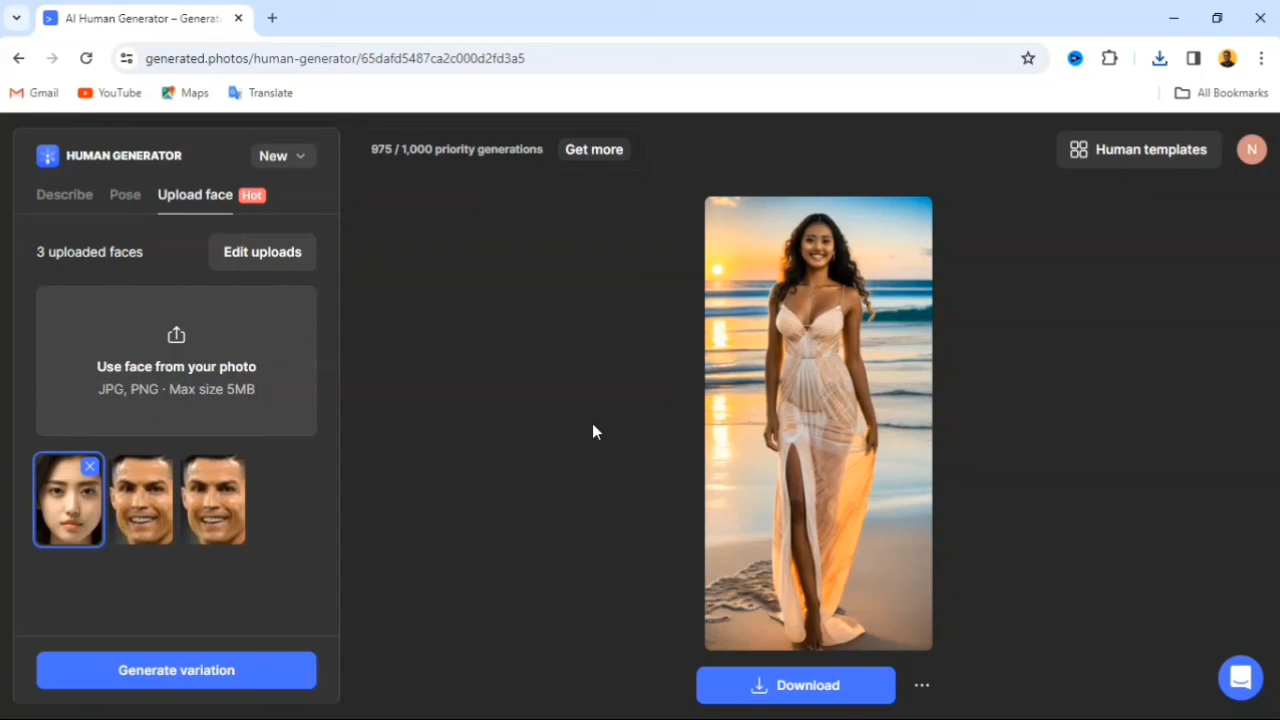 AI Human Generator – Generat
generated.photos/human-generator/65dafd5487ca2c000d2fd3a5
Gmail
YouTube
Maps
Translate
All Bookmarks
HUMAN GENERATOR
New
975 / 1,000 priority generations
Get more
Human templates
N
Describe
Pose
Upload face
Hot
3 uploaded faces
Edit uploads
Use face from your photo
JPG, PNG · Max size 5MB
Generate variation
Download